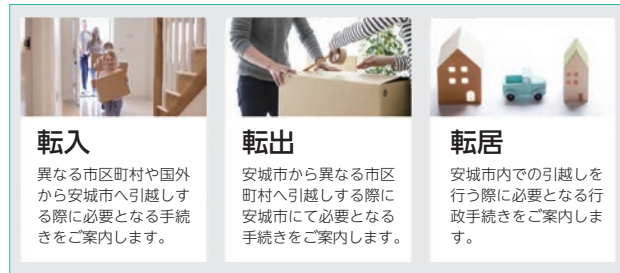 転入
異なる市区町村や国外
から安城市へ引越しす
る際に必要となる手続
きをご案内します。
転出
安城市から異なる市区
町村へ引越しする際に
安城市にて必要となる
手続きをご案内します。
転居
安城市内での引越しを
行う際に必要となる行
政手続きをご案内しま
す。